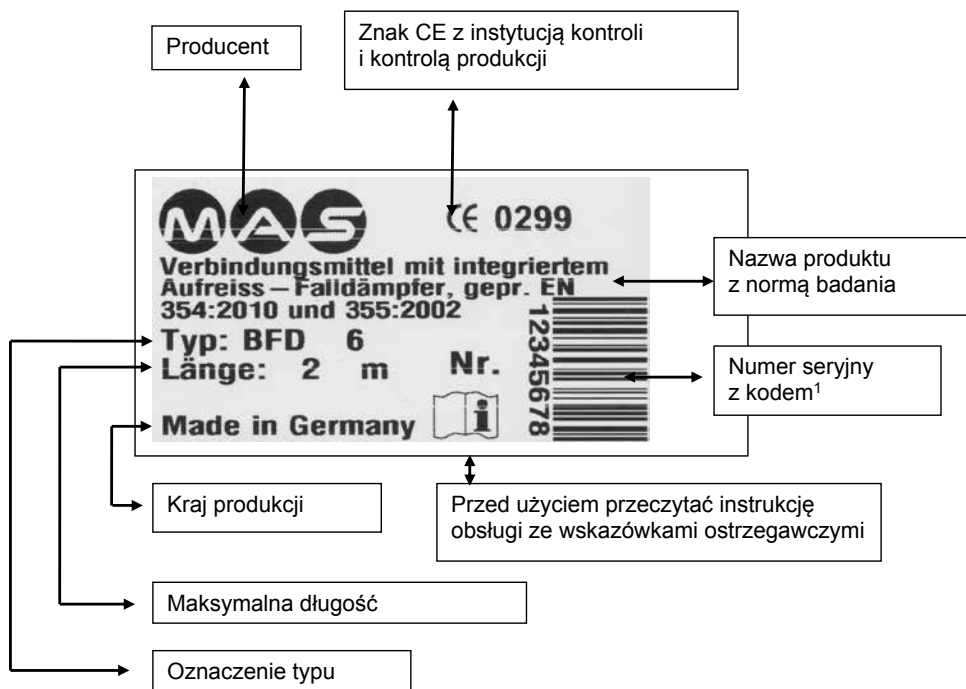 Producent
Znak CE z instytucją kontroli
i kontrolą produkcji
MAS
CE 0299
Verbindungsmittel mit integriertem
Aufreiss – Falldämpfer, gepr. EN
354:2010 und 355:2002
Typ: BFD 6
Länge: 2 m
Nr.
12345678
Made in Germany
i
Nazwa produktu
z normą badania
Numer seryjny
z kodem¹
Kraj produkcji
Przed użyciem przeczytać instrukcję
obsługi ze wskazówkami ostrzegawczymi
Maksymalna długość
Oznaczenie typu